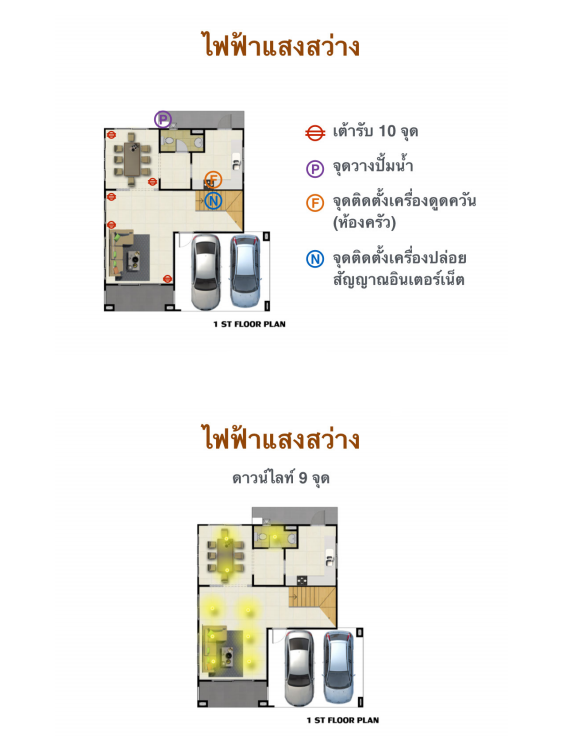 ไฟฟ้าแสงสว่าง
P
เต้ารับ 10 จุด
P จุดวางปั้มน้ำ
F
N
F จุดติดตั้งเครื่องดูดควัน
(ห้องครัว)
N จุดติดตั้งเครื่องปล่อย
สัญญาณอินเตอร์เน็ต
1 ST FLOOR PLAN
ไฟฟ้าแสงสว่าง
ดาวน์ไลท์ 9 จุด
1 ST FLOOR PLAN